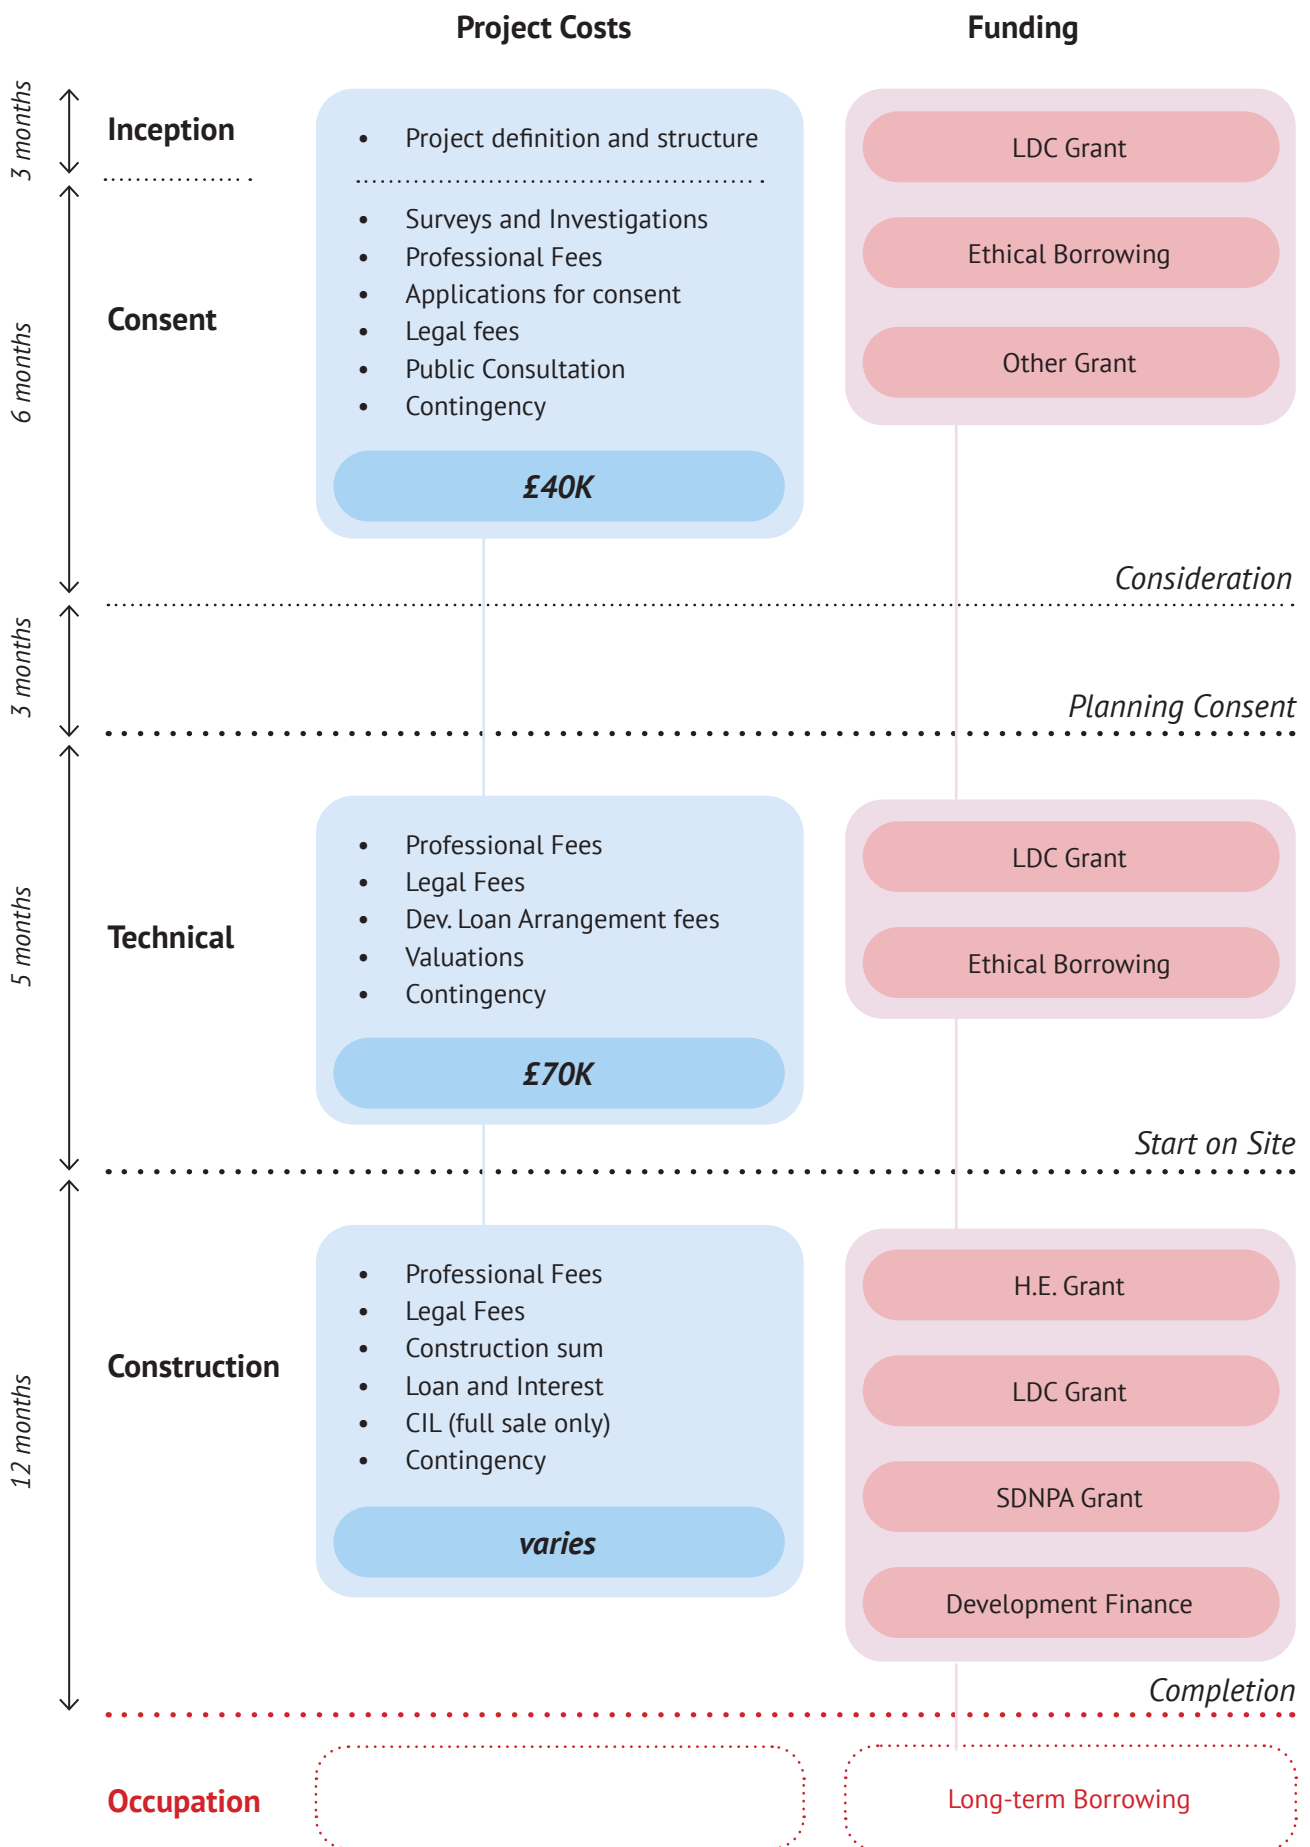 Project Costs
Funding
3 months
Inception
• Project definition and structure
LDC Grant
6 months
Consent
• Surveys and Investigations
• Professional Fees
• Applications for consent
• Legal fees
• Public Consultation
• Contingency
£40K
Ethical Borrowing
Other Grant
Consideration
3 months
Planning Consent
5 months
Technical
• Professional Fees
• Legal Fees
• Dev. Loan Arrangement fees
• Valuations
• Contingency
£70K
LDC Grant
Ethical Borrowing
Start on Site
12 months
Construction
• Professional Fees
• Legal Fees
• Construction sum
• Loan and Interest
• CIL (full sale only)
• Contingency
varies
H.E. Grant
LDC Grant
SDNPA Grant
Development Finance
Completion
Occupation
Long-term Borrowing